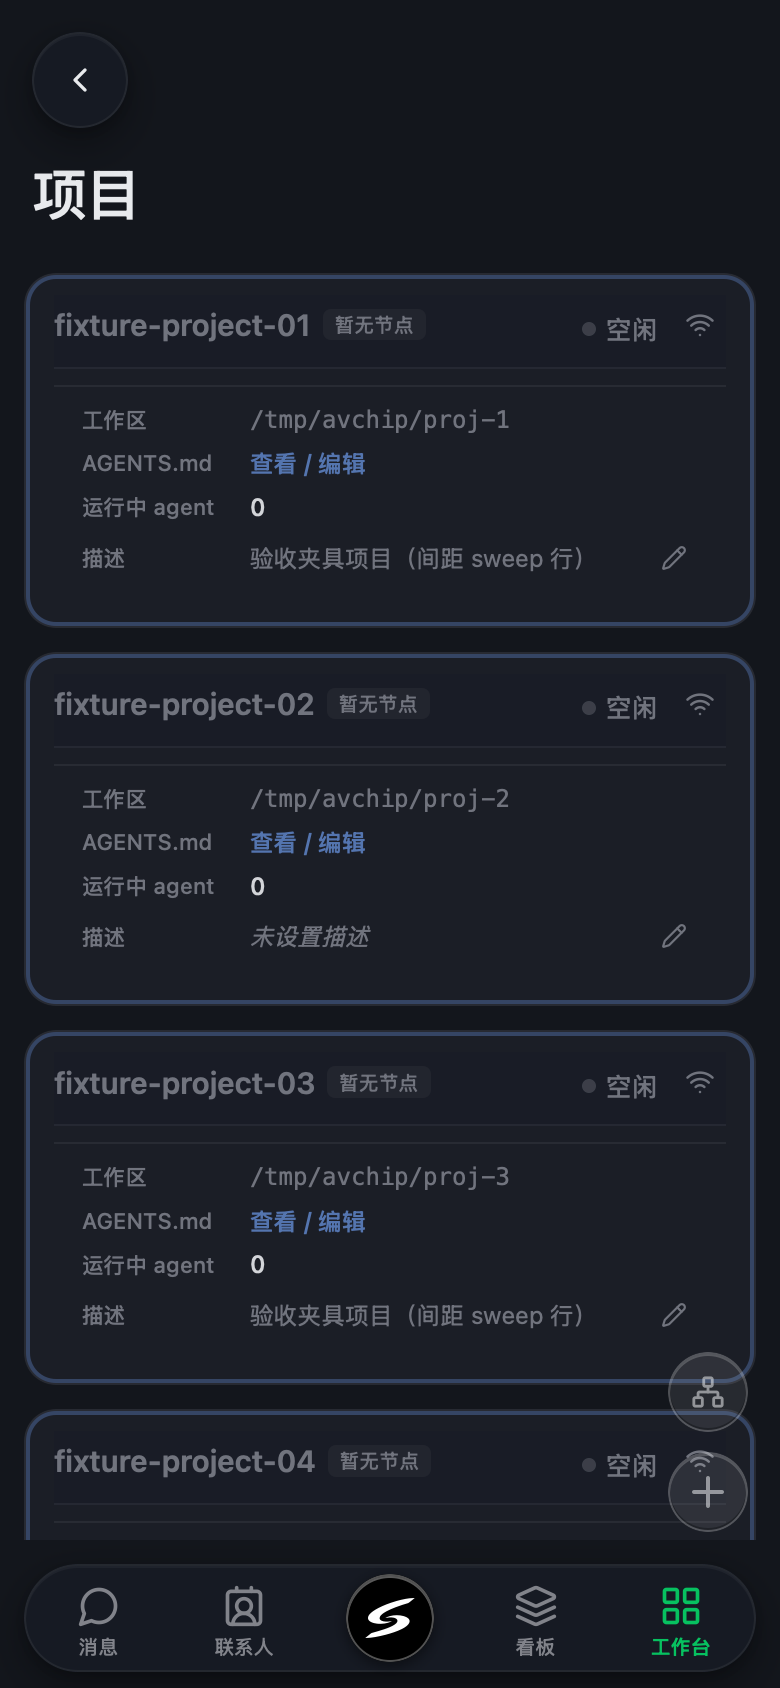 项目
fixture-project-01 暂无节点 空闲
工作区 /tmp/avchip/proj-1
AGENTS.md 查看 / 编辑
运行中 agent 0
描述 验收夹具项目（间距 sweep 行）
fixture-project-02 暂无节点 空闲
工作区 /tmp/avchip/proj-2
AGENTS.md 查看 / 编辑
运行中 agent 0
描述 未设置描述
fixture-project-03 暂无节点 空闲
工作区 /tmp/avchip/proj-3
AGENTS.md 查看 / 编辑
运行中 agent 0
描述 验收夹具项目（间距 sweep 行）
fixture-project-04 暂无节点 空闲
消息 联系人 看板 工作台